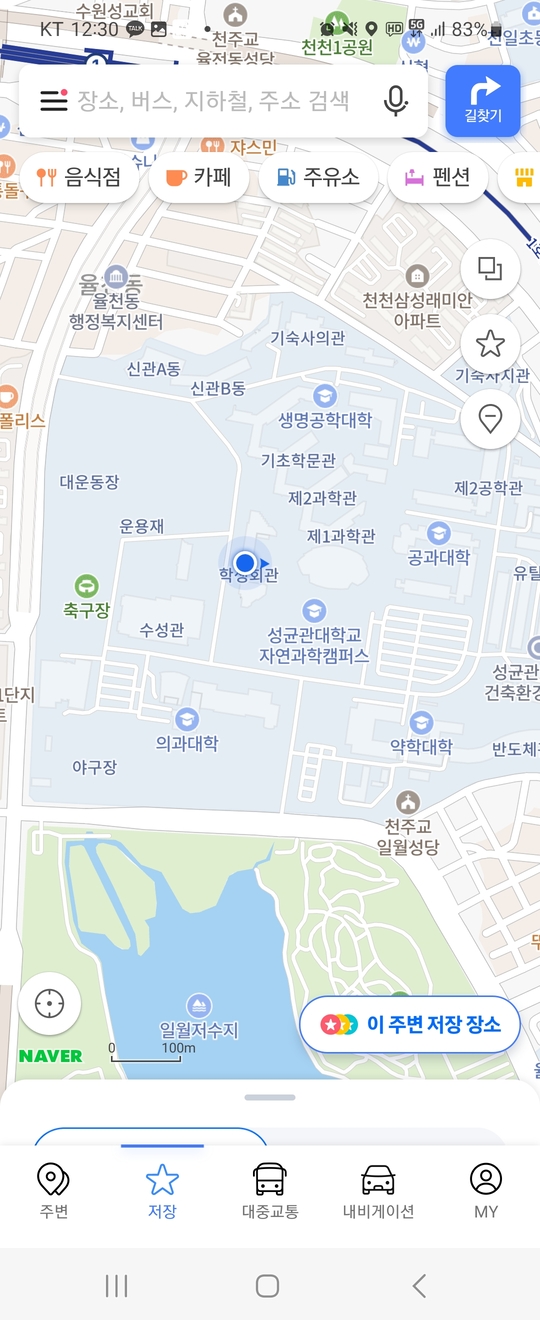 수원성교회
KT 12:30 TALK
HD 5G 83%
천주교
율전동성당
천천1공원
장소, 버스, 지하철, 주소 검색
길찾기
쟈스민
음식점
카페
주유소
펜션
율전동
행정복지센터
천천삼성래미안
아파트
기숙사의관
신관A동
신관B동
기숙사지관
폴리스
생명공학대학
기초학문관
대운동장
제2과학관
제2공학관
운용재
제1과학관
공과대학
학생회관
축구장
수성관
성균관대학교
자연과학캠퍼스
1단지
성균관
건축환경
의과대학
약학대학
반도체
야구장
천주교
일월성당
일월저수지
이 주변 저장 장소
NAVER
0 100m
주변
저장
대중교통
내비게이션
MY